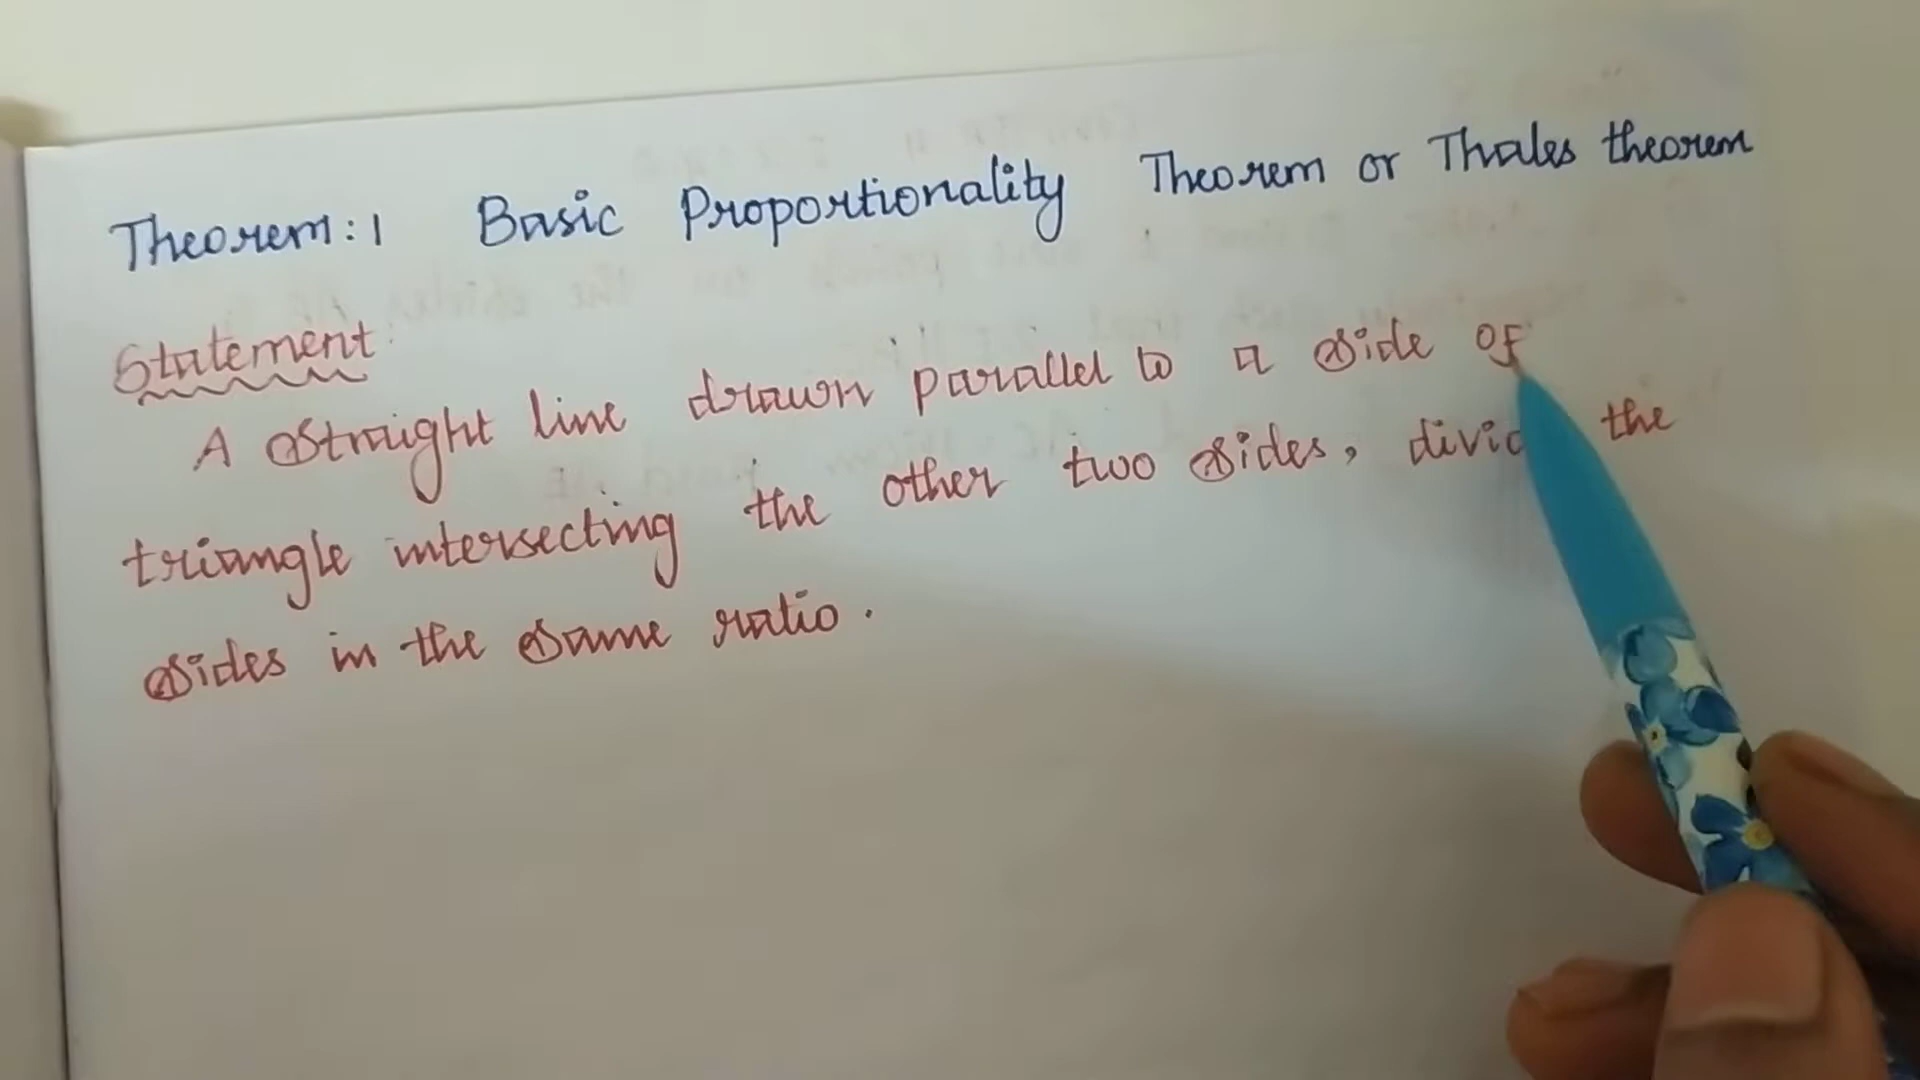 Theorem: 1 Basic Proportionality Theorem or Thales theorem
Statement
A straight line drawn parallel to a side of
triangle intersecting the other two sides, the
sides in the same ratio.